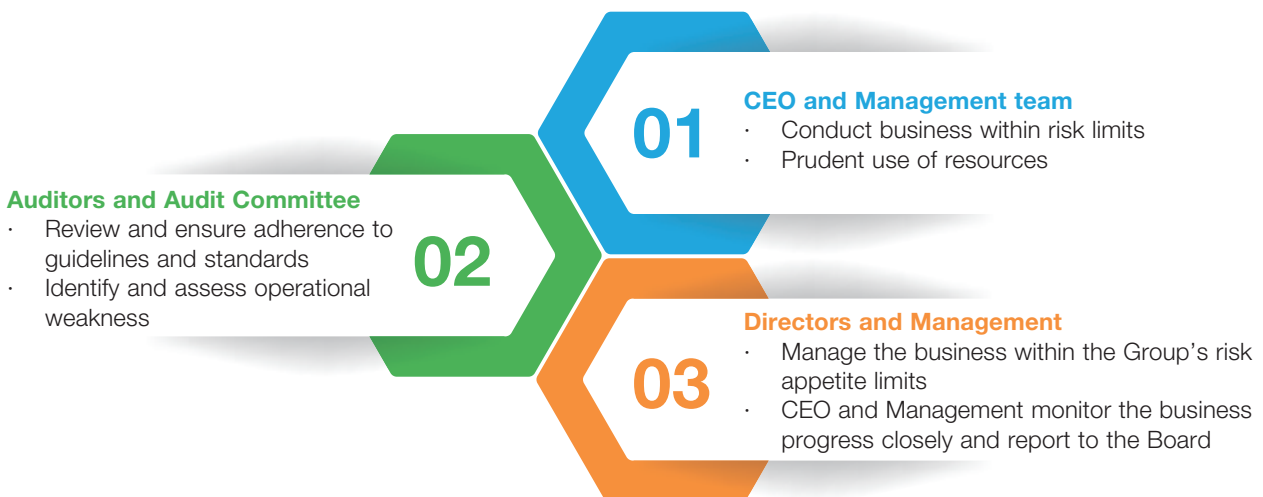 01
CEO and Management team
· Conduct business within risk limits
· Prudent use of resources
02
Auditors and Audit Committee
· Review and ensure adherence to
guidelines and standards
· Identify and assess operational
weakness
03
Directors and Management
· Manage the business within the Group’s risk
appetite limits
· CEO and Management monitor the business
progress closely and report to the Board